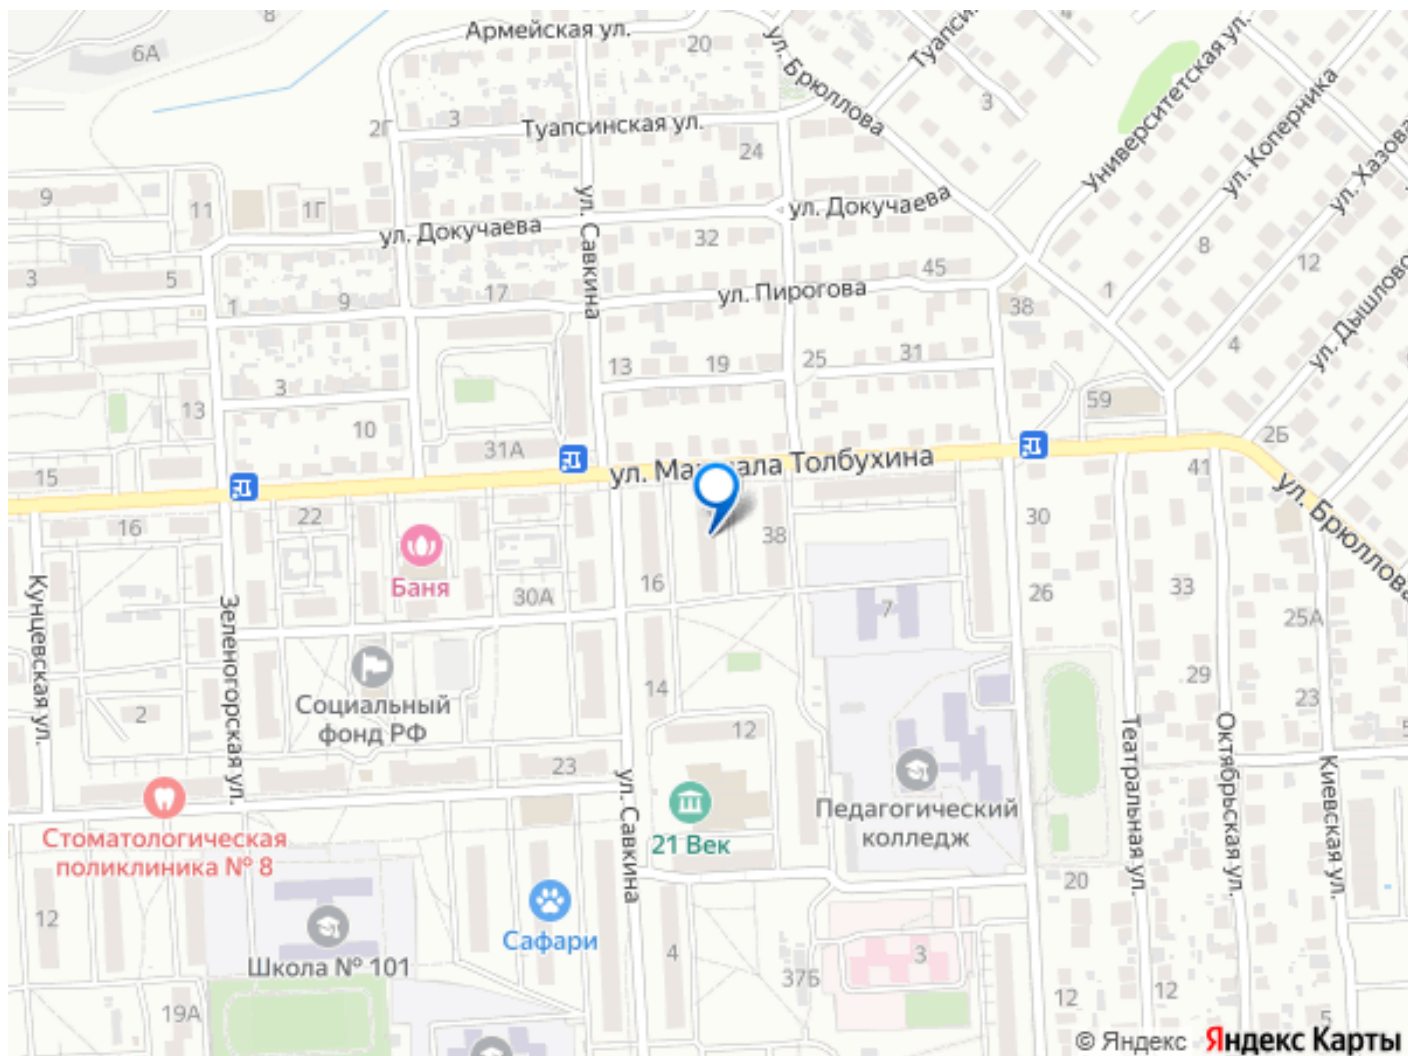 8
Армейская ул.
20
ул. Брюллова
Туапси
Университетская ул.
6А
3
ул. Коперника
2Г
3
Туапсинская ул.
24
ул. Хазова
9
11
1Г
ул. Докучаева
ул. Савкина
32
ул. Докучаева
8
12
3
5
1
9
17
ул. Пирогова
45
38
1
4
ул. Дышлово
3
13
19
25
31
59
13
10
31А
15
ул. Ма
ала Толбухина
41
2Б
ул. Брюллова
16
22
Баня
30А
16
38
30
26
33
7
25А
Кунцевская ул.
Зеленогорская ул.
Социальный
фонд РФ
2
14
12
29
23
23
5
Театральная ул.
Октябрьская ул.
Киевская ул.
ул. Савкина
Стоматологическая
поликлиника № 8
21 Век
Педагогический
колледж
20
12
Школа № 101
Сафари
4
3
37Б
19А
12
12
5
© Яндекс Яндекс Карты